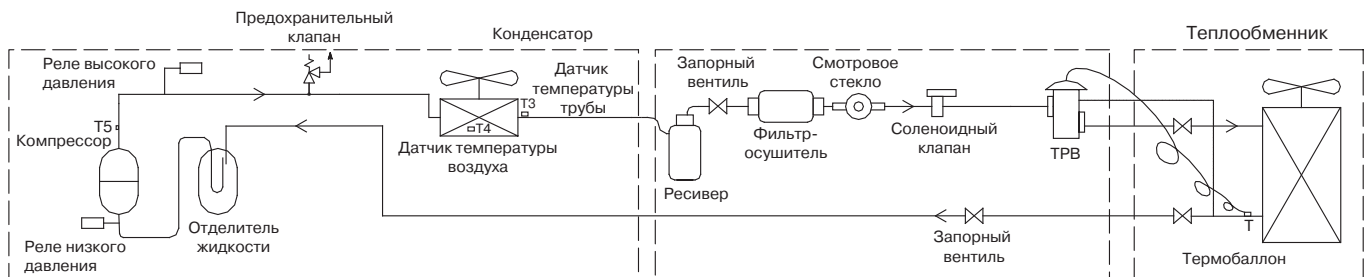 Предохранительный
клапан
Конденсатор
Теплообменник
Реле высокого
давления
Датчик
температуры
трубы
Запорный
вентиль
Смотровое
стекло
T5
Компрессор
T3
T4
Датчик температуры
воздуха
Фильтр-
осушитель
Соленоидный
клапан
ТРВ
Ресивер
Отделитель
жидкости
Реле низкого
давления
Запорный
вентиль
T
Термобаллон